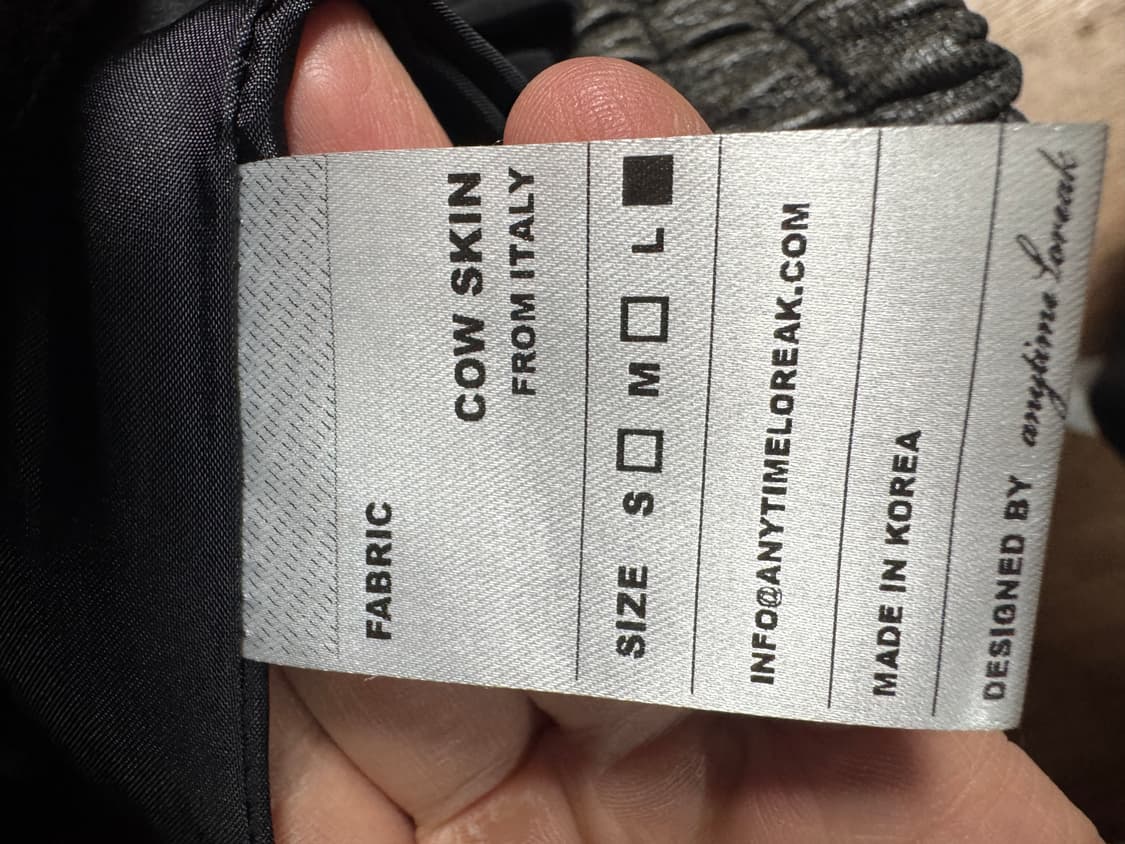 FABRIC
COW SKIN
FROM ITALY
SIZE S □ M □ L ■
INFO@ANYTIMELOREAK.COM
MADE IN KOREA
DESIGNED BY anytime Loreak